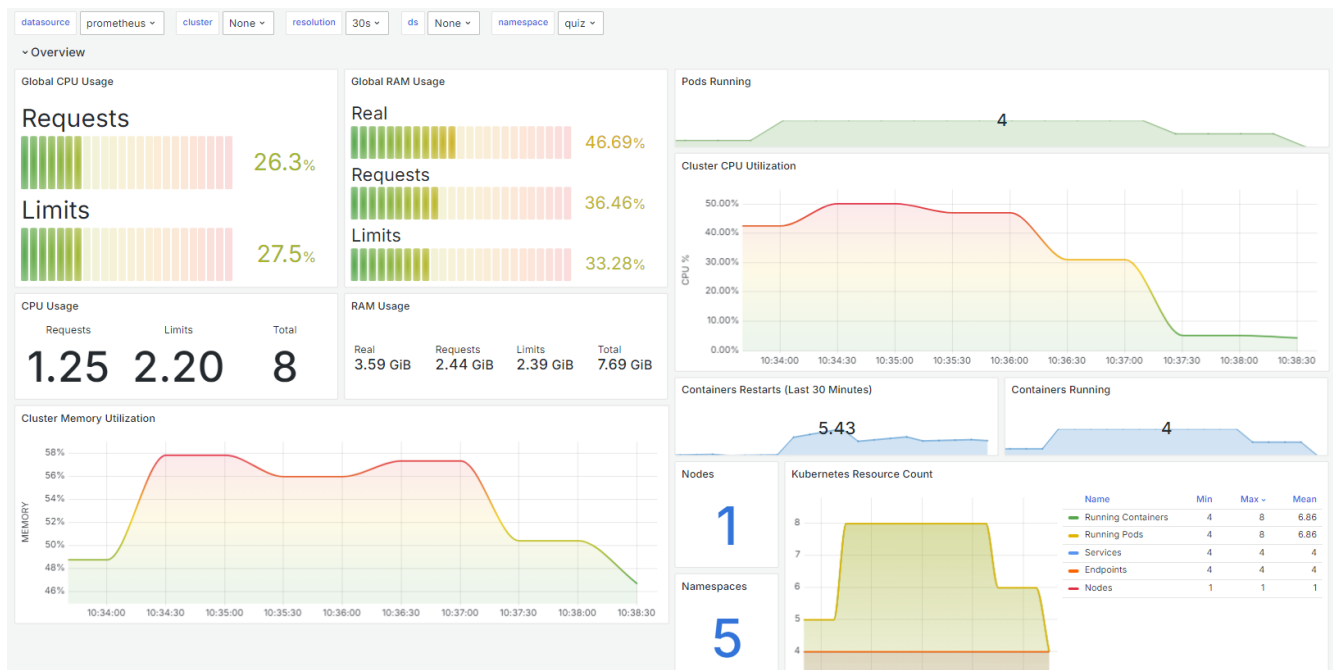 datasource prometheus cluster None resolution 30s ds None namespace quiz
Overview
Global CPU Usage
Requests
26.3%
Limits
27.5%
Global RAM Usage
Real
46.69%
Requests
36.46%
Limits
33.28%
Pods Running
4
Cluster CPU Utilization
CPU %
50.00%
40.00%
30.00%
20.00%
10.00%
0.00%
10:34:00 10:34:30 10:35:00 10:35:30 10:36:00 10:36:30 10:37:00 10:37:30 10:38:00 10:38:30
CPU Usage
Requests Limits Total
1.25 2.20 8
RAM Usage
Real Requests Limits Total
3.59 GiB 2.44 GiB 2.39 GiB 7.69 GiB
Containers Restarts (Last 30 Minutes)
5.43
Containers Running
4
Cluster Memory Utilization
MEMORY
58%
56%
54%
52%
50%
48%
46%
10:34:00 10:34:30 10:35:00 10:35:30 10:36:00 10:36:30 10:37:00 10:37:30 10:38:00 10:38:30
Nodes
1
Namespaces
5
Kubernetes Resource Count
8
7
6
5
4
Name Min Max Mean
Running Containers 4 8 6.86
Running Pods 4 8 6.86
Services 4 4 4
Endpoints 4 4 4
Nodes 1 1 1